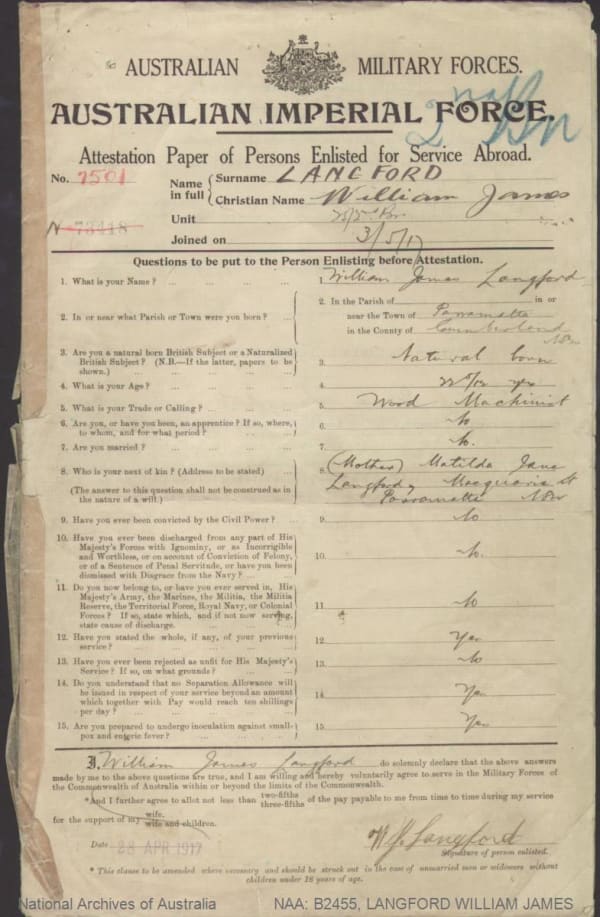 AUSTRALIAN MILITARY FORCES.
AUSTRALIAN IMPERIAL FORCE.
2nd Bn
Attestation Paper of Persons Enlisted for Service Abroad.
No. 7501
Name in full { Surname LANGFORD
Christian Name William James
N 73418
Unit 25/2nd Bn.
Joined on 3/5/17
Questions to be put to the Person Enlisting before Attestation.
1. What is your Name ? ... ... ... ... 1. William James Langford
2. In or near what Parish or Town were you born ? ... 2. In the Parish of in or
near the Town of Parramatta
in the County of Cumberland
NSW
3. Are you a natural born British Subject or a Naturalized
British Subject ? (N.B.—If the latter, papers to be
shown.) ... ... ... ... 3. Natural born
4. What is your Age ? ... ... ... ... 4. yrs
5. What is your Trade or Calling ? ... ... ... 5. Wood Machinist
6. Are you, or have you been, an apprentice ? If so, where,
to whom, and for what period ? ... ... 6. No
7. Are you married ? ... ... ... ... 7. No.
8. Who is your next of kin ? (Address to be stated) ... 8. (Mother) Matilda Jane
Langford, Macquarie St
(The answer to this question shall not be construed as in
the nature of a will.) Parramatta NSW
9. Have you ever been convicted by the Civil Power ? ... 9. No
10. Have you ever been discharged from any part of His
Majesty's Forces with Ignominy, or as Incorrigible
and Worthless, or on account of Conviction of Felony,
or of a Sentence of Penal Servitude, or have you been
dismissed with Disgrace from the Navy ? ... ... 10. No.
11. Do you now belong to, or have you ever served in, His
Majesty's Army, the Marines, the Militia, the Militia
Reserve, the Territorial Force, Royal Navy, or Colonial
Forces ? If so, state which, and if not now serving,
state cause of discharge. ... ... ... 11. No
12. Have you stated the whole, if any, of your previous
service ? ... ... ... ... 12. Yes
13. Have you ever been rejected as unfit for His Majesty's
Service ? If so, on what grounds ? ... ... 13. No
14. Do you understand that no Separation Allowance will
be issued in respect of your service beyond an amount
which together with Pay would reach ten shillings
per day ? ... ... ... ... 14. Yes
15. Are you prepared to undergo inoculation against small-
pox and enteric fever ? ... ... ... 15. Yes
I, William James Langford do solemnly declare that the above answers
made by me to the above questions are true, and I am willing and hereby voluntarily agree to serve in the Military Forces of
the Commonwealth of Australia within or beyond the limits of the Commonwealth.
*And I further agree to allot not less than two-fifths three-fifths of the pay payable to me from time to time during my service
for the support of my wife. wife and children.
Date 28 APR 1917
W J Langford
Signature of person enlisted.
* This clause to be amended where necessary and should be struck out in the case of unmarried men or widowers without
children under 18 years of age.
National Archives of Australia NAA: B2455, LANGFORD WILLIAM JAMES